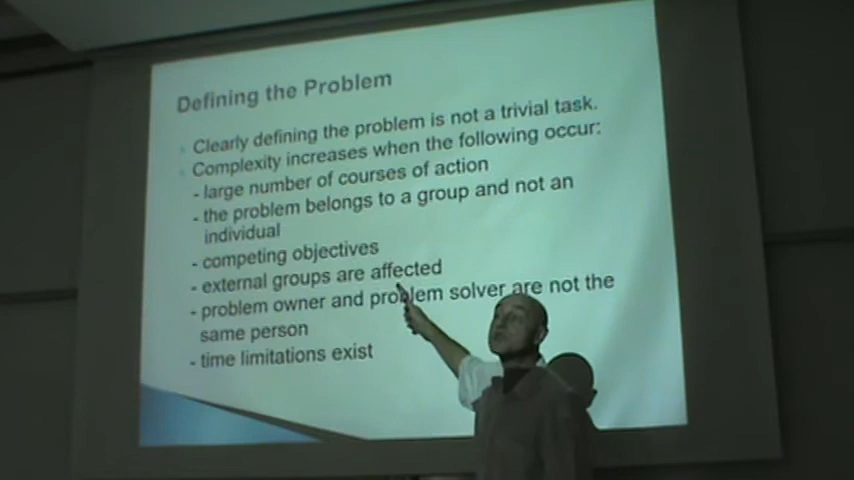 Defining the Problem
Clearly defining the problem is not a trivial task.
Complexity increases when the following occur:
- large number of courses of action
- the problem belongs to a group and not an
individual
- competing objectives
- external groups are affected
- problem owner and problem solver are not the
same person
- time limitations exist